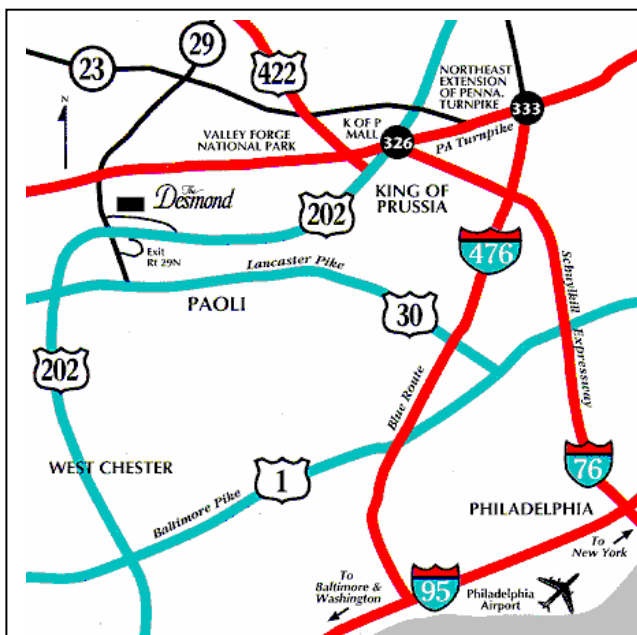 29
23
422
NORTHEAST
EXTENSION
OF PENNA.
TURNPIKE
333
N
K OF P
MALL
VALLEY FORGE
NATIONAL PARK
326
PA Turnpike
The
Desmond
KING OF
PRUSSIA
202
Exit
Rt 29N
476
Lancaster Pike
PAOLI
30
Schuylkill Expressway
202
Blue Route
WEST CHESTER
1
76
Baltimore Pike
PHILADELPHIA
To
New York
To
Baltimore &
Washington
95
Philadelphia
Airport